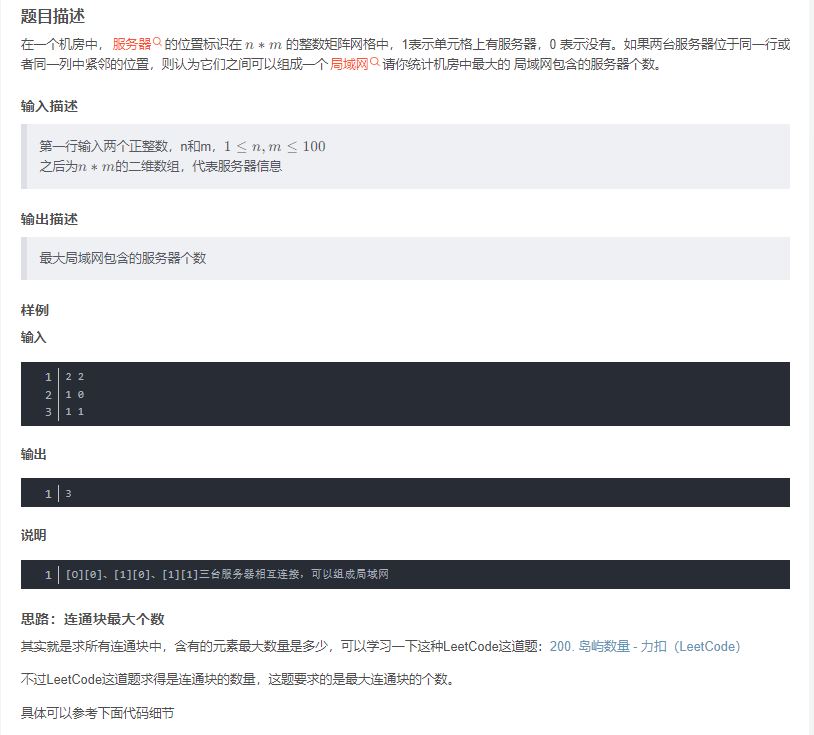 题目描述
在一个机房中，服务器的位置标识在 n ∗ m 的整数矩阵网格中，1表示单元格上有服务器，0 表示没有。如果两台服务器位于同一行或
者同一列中紧邻的位置，则认为它们之间可以组成一个局域网请你统计机房中最大的 局域网包含的服务器个数。
输入描述
第一行输入两个正整数，n和m，1 ≤ n, m ≤ 100
之后为n ∗ m的二维数组，代表服务器信息
输出描述
最大局域网包含的服务器个数
样例
输入
1 2 2
2 1 0
3 1 1
输出
1 3
说明
1 [0][0]、[1][0]、[1][1]三台服务器相互连接，可以组成局域网
思路：连通块最大个数
其实就是求所有连通块中，含有的元素最大数量是多少，可以学习一下这种LeetCode这道题：200. 岛屿数量 - 力扣（LeetCode）
不过LeetCode这道题求得是连通块的数量，这题要求的是最大连通块的个数。
具体可以参考下面代码细节